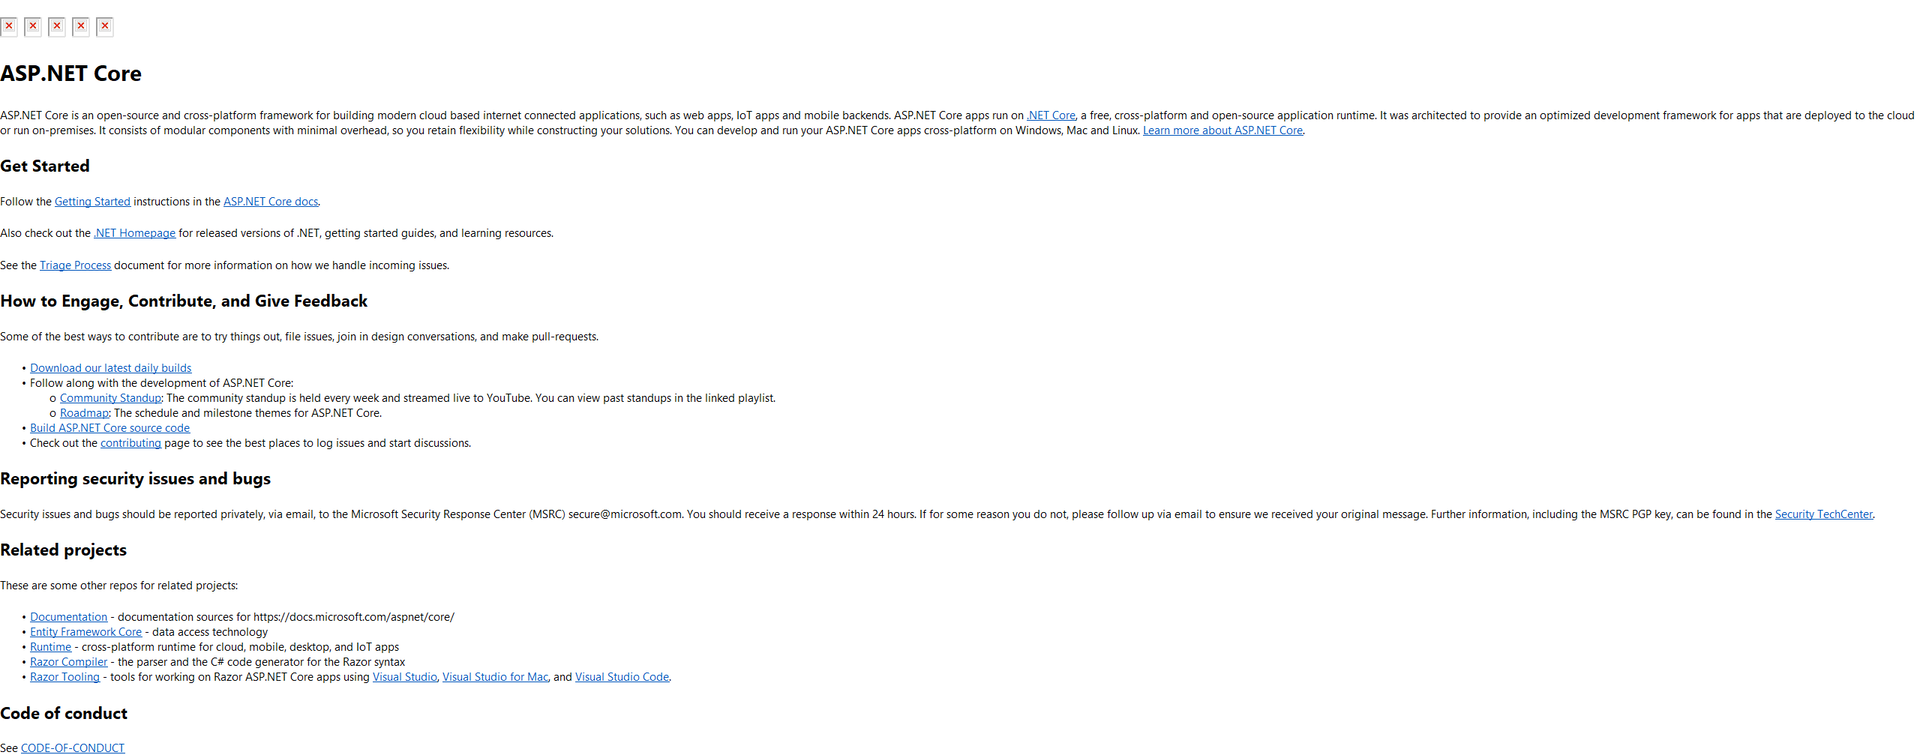 ASP.NET Core
ASP.NET Core is an open-source and cross-platform framework for building modern cloud based internet connected applications, such as web apps, IoT apps and mobile backends. ASP.NET Core apps run on .NET Core, a free, cross-platform and open-source application runtime. It was architected to provide an optimized development framework for apps that are deployed to the cloud
or run on-premises. It consists of modular components with minimal overhead, so you retain flexibility while constructing your solutions. You can develop and run your ASP.NET Core apps cross-platform on Windows, Mac and Linux. Learn more about ASP.NET Core.
Get Started
Follow the Getting Started instructions in the ASP.NET Core docs.
Also check out the .NET Homepage for released versions of .NET, getting started guides, and learning resources.
See the Triage Process document for more information on how we handle incoming issues.
How to Engage, Contribute, and Give Feedback
Some of the best ways to contribute are to try things out, file issues, join in design conversations, and make pull-requests.
• Download our latest daily builds
• Follow along with the development of ASP.NET Core:
o Community Standup: The community standup is held every week and streamed live to YouTube. You can view past standups in the linked playlist.
o Roadmap: The schedule and milestone themes for ASP.NET Core.
• Build ASP.NET Core source code
• Check out the contributing page to see the best places to log issues and start discussions.
Reporting security issues and bugs
Security issues and bugs should be reported privately, via email, to the Microsoft Security Response Center (MSRC) secure@microsoft.com. You should receive a response within 24 hours. If for some reason you do not, please follow up via email to ensure we received your original message. Further information, including the MSRC PGP key, can be found in the Security TechCenter.
Related projects
These are some other repos for related projects:
• Documentation - documentation sources for https://docs.microsoft.com/aspnet/core/
• Entity Framework Core - data access technology
• Runtime - cross-platform runtime for cloud, mobile, desktop, and IoT apps
• Razor Compiler - the parser and the C# code generator for the Razor syntax
• Razor Tooling - tools for working on Razor ASP.NET Core apps using Visual Studio, Visual Studio for Mac, and Visual Studio Code.
Code of conduct
See CODE-OF-CONDUCT